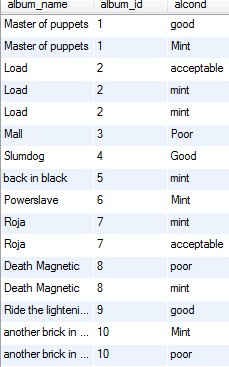 album_name album_id alcond
Master of puppets 1 good
Master of puppets 1 Mint
Load 2 acceptable
Load 2 mint
Load 2 mint
Mall 3 Poor
Slumdog 4 Good
back in black 5 mint
Powerslave 6 Mint
Roja 7 mint
Roja 7 acceptable
Death Magnetic 8 poor
Death Magnetic 8 mint
Ride the lighteni... 9 good
another brick in ... 10 Mint
another brick in ... 10 poor